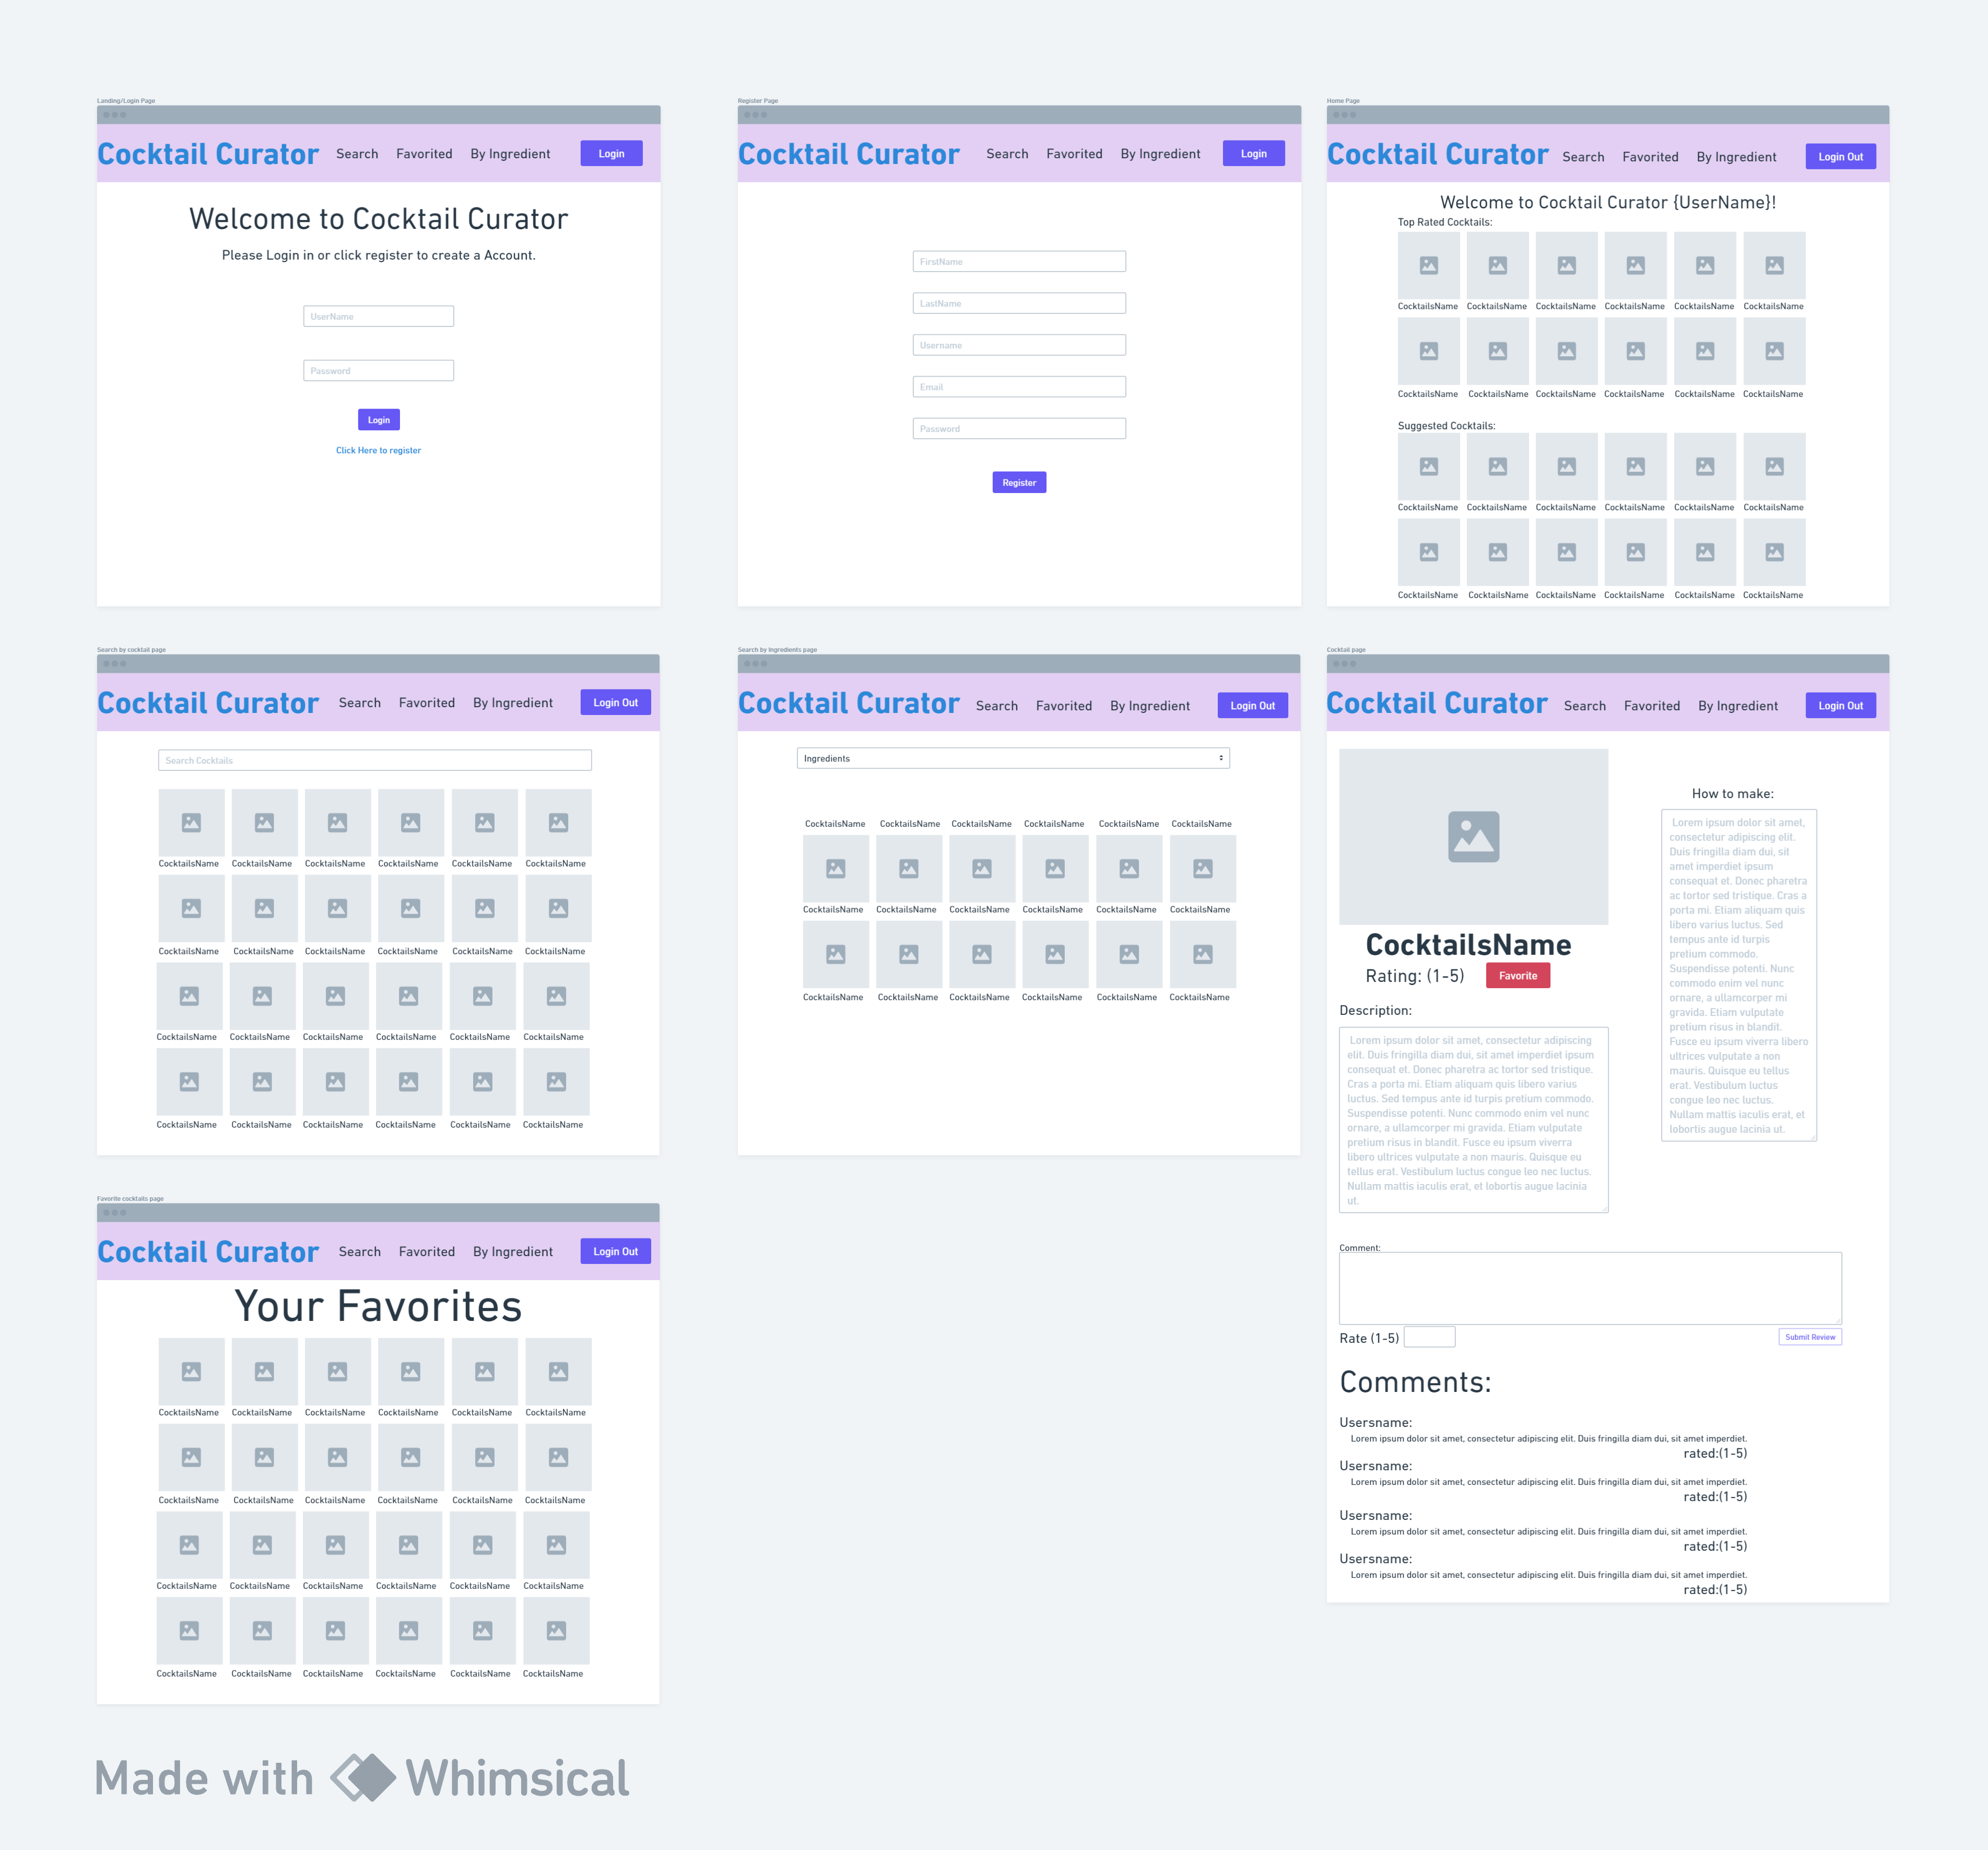 Landing/Login Page
Cocktail Curator Search Favorited By Ingredient Login
Welcome to Cocktail Curator
Please Login in or click register to create a Account.
UserName
Password
Login
Click Here to register
Register Page
Cocktail Curator Search Favorited By Ingredient Login
FirstName
LastName
Username
Email
Password
Register
Home Page
Cocktail Curator Search Favorited By Ingredient Login Out
Welcome to Cocktail Curator {UserName}!
Top Rated Cocktails:
CocktailsName CocktailsName CocktailsName CocktailsName CocktailsName CocktailsName
CocktailsName CocktailsName CocktailsName CocktailsName CocktailsName CocktailsName
Suggested Cocktails:
CocktailsName CocktailsName CocktailsName CocktailsName CocktailsName CocktailsName
CocktailsName CocktailsName CocktailsName CocktailsName CocktailsName CocktailsName
Search by cocktail page
Cocktail Curator Search Favorited By Ingredient Login Out
Search Cocktails
CocktailsName CocktailsName CocktailsName CocktailsName CocktailsName CocktailsName
CocktailsName CocktailsName CocktailsName CocktailsName CocktailsName CocktailsName
CocktailsName CocktailsName CocktailsName CocktailsName CocktailsName CocktailsName
CocktailsName CocktailsName CocktailsName CocktailsName CocktailsName CocktailsName
Search by Ingredients page
Cocktail Curator Search Favorited By Ingredient Login Out
Ingredients
CocktailsName CocktailsName CocktailsName CocktailsName CocktailsName CocktailsName
CocktailsName CocktailsName CocktailsName CocktailsName CocktailsName CocktailsName
CocktailsName CocktailsName CocktailsName CocktailsName CocktailsName CocktailsName
Cocktail page
Cocktail Curator Search Favorited By Ingredient Login Out
CocktailsName
Rating: (1-5) Favorite
Description:
Lorem ipsum dolor sit amet, consectetur adipiscing
elit. Duis fringilla diam dui, sit amet imperdiet ipsum
consequat et. Donec pharetra ac tortor sed tristique.
Cras a porta mi. Etiam aliquam quis libero varius
luctus. Sed tempus ante id turpis pretium commodo.
Suspendisse potenti. Nunc commodo enim vel nunc
ornare, a ullamcorper mi gravida. Etiam vulputate
pretium risus in blandit. Fusce eu ipsum viverra
libero ultrices vulputate a non mauris. Quisque eu
tellus erat. Vestibulum luctus congue leo nec luctus.
Nullam mattis iaculis erat, et lobortis augue lacinia
ut.
How to make:
Lorem ipsum dolor sit amet,
consectetur adipiscing elit.
Duis fringilla diam dui, sit
amet imperdiet ipsum
consequat et. Donec pharetra
ac tortor sed tristique. Cras a
porta mi. Etiam aliquam quis
libero varius luctus. Sed
tempus ante id turpis
pretium commodo.
Suspendisse potenti. Nunc
commodo enim vel nunc
ornare, a ullamcorper mi
gravida. Etiam vulputate
pretium risus in blandit.
Fusce eu ipsum viverra libero
ultrices vulputate a non
mauris. Quisque eu tellus
erat. Vestibulum luctus
congue leo nec luctus.
Nullam mattis iaculis erat, et
lobortis augue lacinia ut.
Comment:
Rate (1-5) Submit Review
Comments:
Usersname:
Lorem ipsum dolor sit amet, consectetur adipiscing elit. Duis fringilla diam dui, sit amet imperdiet.
rated:(1-5)
Usersname:
Lorem ipsum dolor sit amet, consectetur adipiscing elit. Duis fringilla diam dui, sit amet imperdiet.
rated:(1-5)
Usersname:
Lorem ipsum dolor sit amet, consectetur adipiscing elit. Duis fringilla diam dui, sit amet imperdiet.
rated:(1-5)
Usersname:
Lorem ipsum dolor sit amet, consectetur adipiscing elit. Duis fringilla diam dui, sit amet imperdiet.
rated:(1-5)
Favorite cocktails page
Cocktail Curator Search Favorited By Ingredient Login Out
Your Favorites
CocktailsName CocktailsName CocktailsName CocktailsName CocktailsName CocktailsName
CocktailsName CocktailsName CocktailsName CocktailsName CocktailsName CocktailsName
CocktailsName CocktailsName CocktailsName CocktailsName CocktailsName CocktailsName
CocktailsName CocktailsName CocktailsName CocktailsName CocktailsName CocktailsName
Made with Whimsical